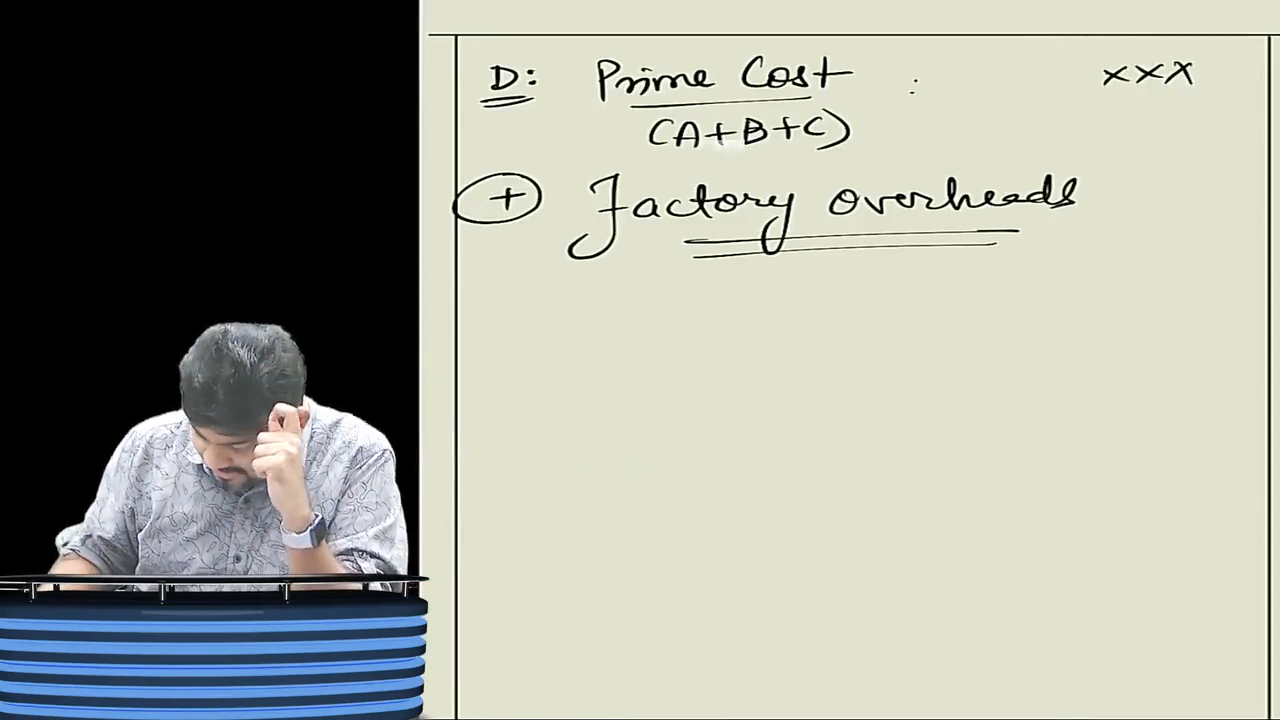 D: Prime Cost : xxx
(A+B+C)
+ Factory overheads